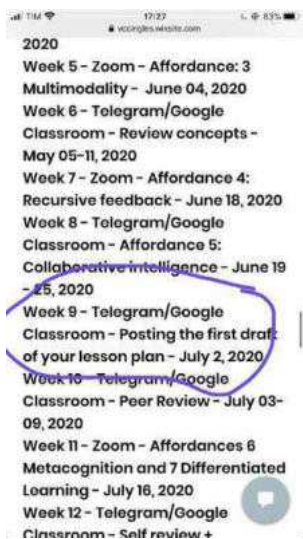 TIM 17:27 83%
vccingles.wixsite.com
2020
Week 5 - Zoom - Affordance: 3
Multimodality - June 04, 2020
Week 6 - Telegram/Google
Classroom - Review concepts -
May 05-11, 2020
Week 7 - Zoom - Affordance 4:
Recursive feedback - June 18, 2020
Week 8 - Telegram/Google
Classroom - Affordance 5:
Collaborative intelligence - June 19
- 25, 2020
Week 9 - Telegram/Google
Classroom - Posting the first draft
of your lesson plan - July 2, 2020
Week 10 - Telegram/Google
Classroom - Peer Review - July 03-
09, 2020
Week 11 - Zoom - Affordances 6
Metacognition and 7 Differentiated
Learning - July 16, 2020
Week 12 - Telegram/Google
Classroom - Self review +